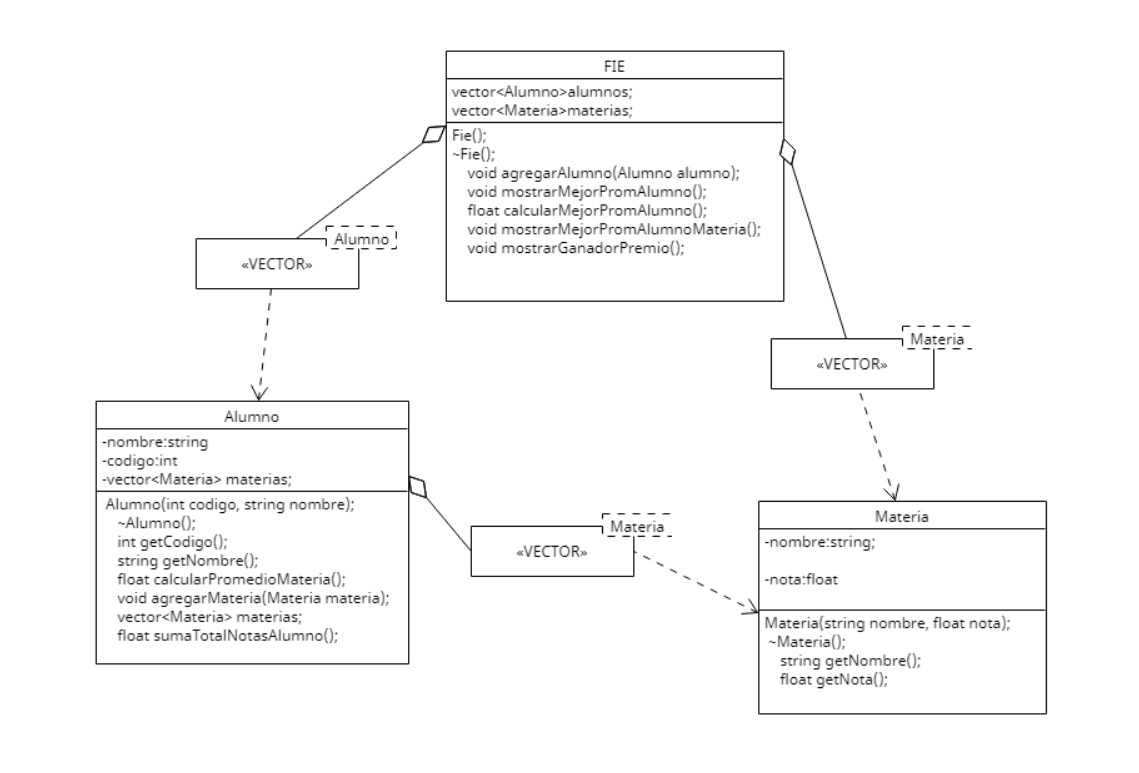 FIE
vector<Alumno>alumnos;
vector<Materia>materias;
Fie();
~Fie();
void agregarAlumno(Alumno alumno);
void mostrarMejorPromAlumno();
float calcularMejorPromAlumno();
void mostrarMejorPromAlumnoMateria();
void mostrarGanadorPremio();
Alumno
«VECTOR»
Materia
«VECTOR»
Alumno
-nombre:string
-codigo:int
-vector<Materia> materias;
Alumno(int codigo, string nombre);
~Alumno();
int getCodigo();
string getNombre();
float calcularPromedioMateria();
void agregarMateria(Materia materia);
vector<Materia> materias;
float sumaTotalNotasAlumno();
Materia
«VECTOR»
Materia
-nombre:string;
-nota:float
Materia(string nombre, float nota);
~Materia();
string getNombre();
float getNota();